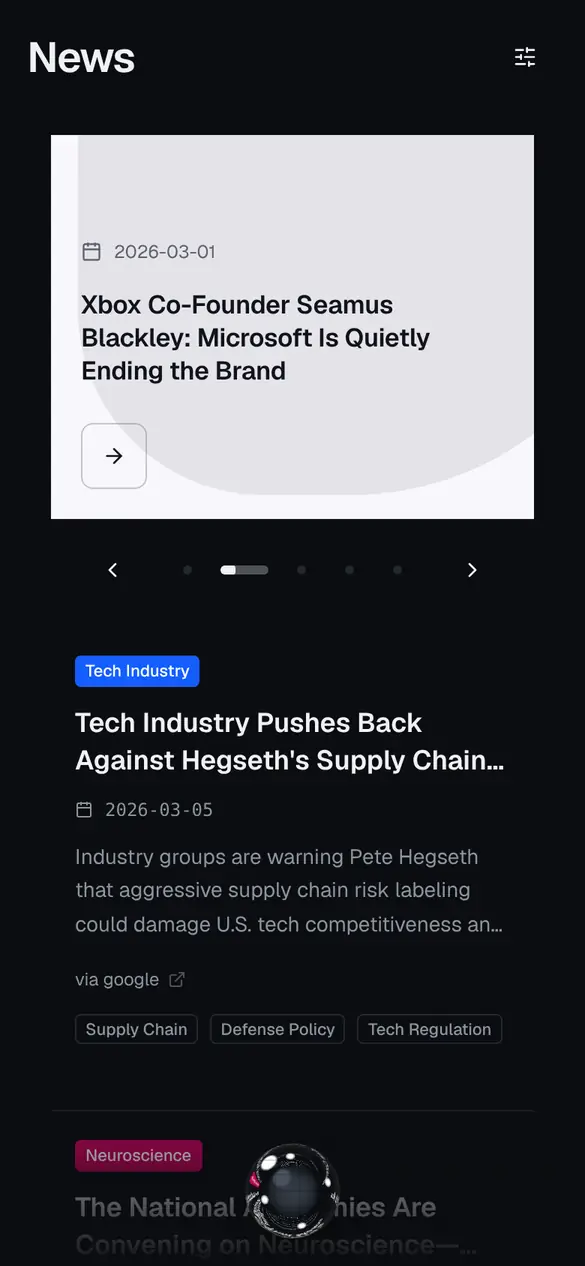 News
2026-03-01
Xbox Co-Founder Seamus
Blackley: Microsoft Is Quietly
Ending the Brand
Tech Industry
Tech Industry Pushes Back
Against Hegseth's Supply Chain...
2026-03-05
Industry groups are warning Pete Hegseth
that aggressive supply chain risk labeling
could damage U.S. tech competitiveness an...
via google
Supply Chain
Defense Policy
Tech Regulation
Neuroscience
The National Are
Convening on Neuroscience—...